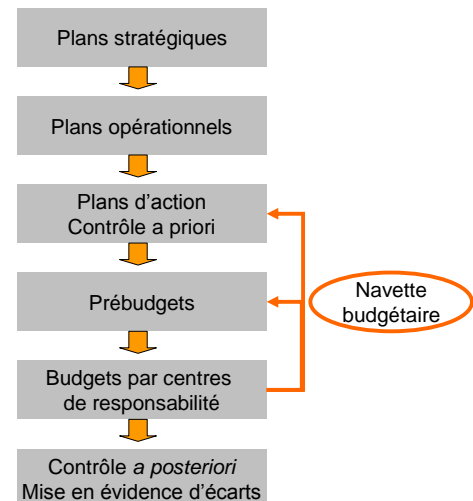 Plans stratégiques
Plans opérationnels
Plans d'action
Contrôle a priori
Prébudgets
Navette
budgétaire
Budgets par centres
de responsabilité
Contrôle a posteriori
Mise en évidence d'écarts